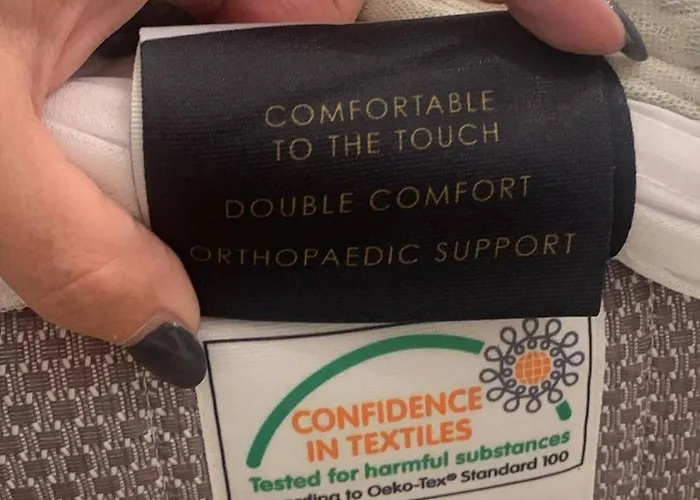 COMFORTABLE
TO THE TOUCH
DOUBLE COMFORT
ORTHOPAEDIC SUPPORT
CONFIDENCE
IN TEXTILES
Tested for harmful substances
to Oeko-Tex® Standard 100